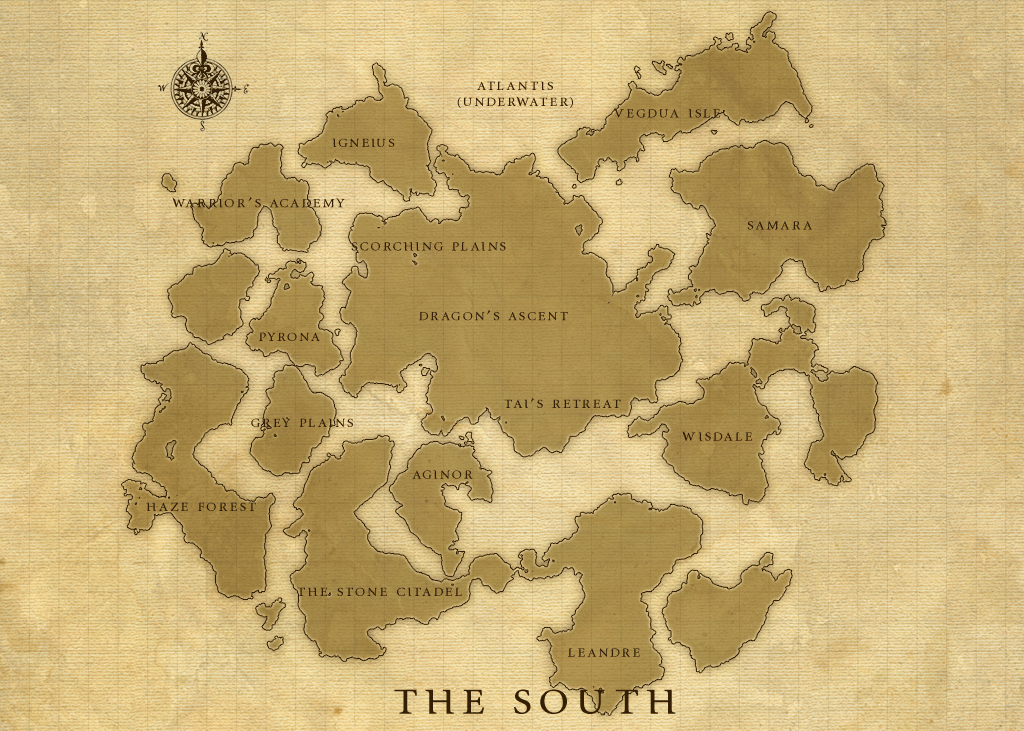 N
W
E
S
ATLANTIS
(UNDERWATER)
VEGDUA ISLE
IGNEIUS
WARRIOR'S ACADEMY
SAMARA
SCORCHING PLAINS
DRAGON'S ASCENT
PYRONA
TAI'S RETREAT
GREY PLAINS
WISDALE
AGINOR
HAZE FOREST
THE STONE CITADEL
LEANDRE
THE SOUTH